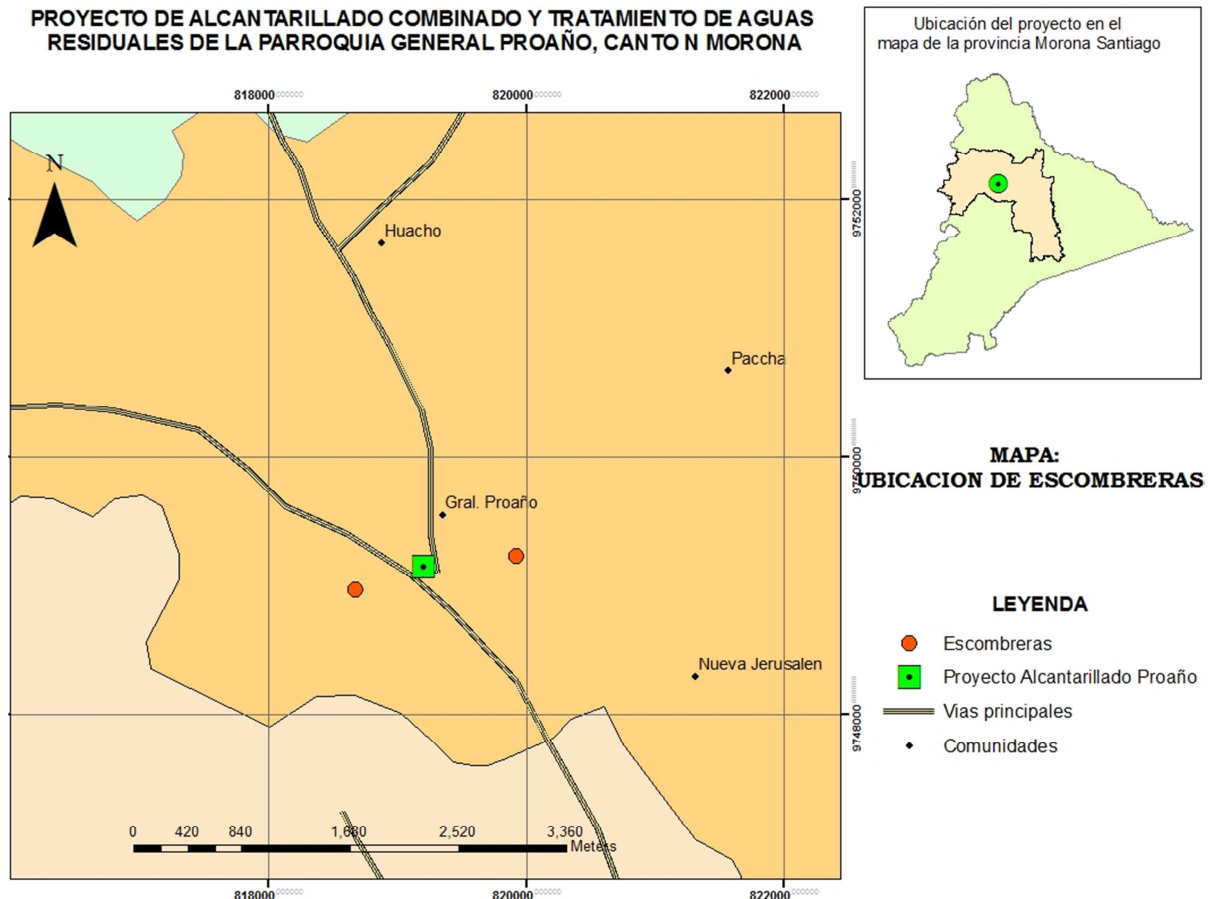 PROYECTO DE ALCANTARILLADO COMBINADO Y TRATAMIENTO DE AGUAS
RESIDUALES DE LA PARROQUIA GENERAL PROAÑO, CANTO N MORONA
Ubicación del proyecto en el
mapa de la provincia Morona Santiago
818000
820000
822000
N
9752000
Huacho
Paccha
9750000
Gral. Proaño
Nueva Jerusalen
9748000
0 420 840 1,680 2,520 3,360
Meters
818000
820000
822000
MAPA:
UBICACION DE ESCOMBRERAS
LEYENDA
Escombreras
Proyecto Alcantarillado Proaño
Vias principales
Comunidades